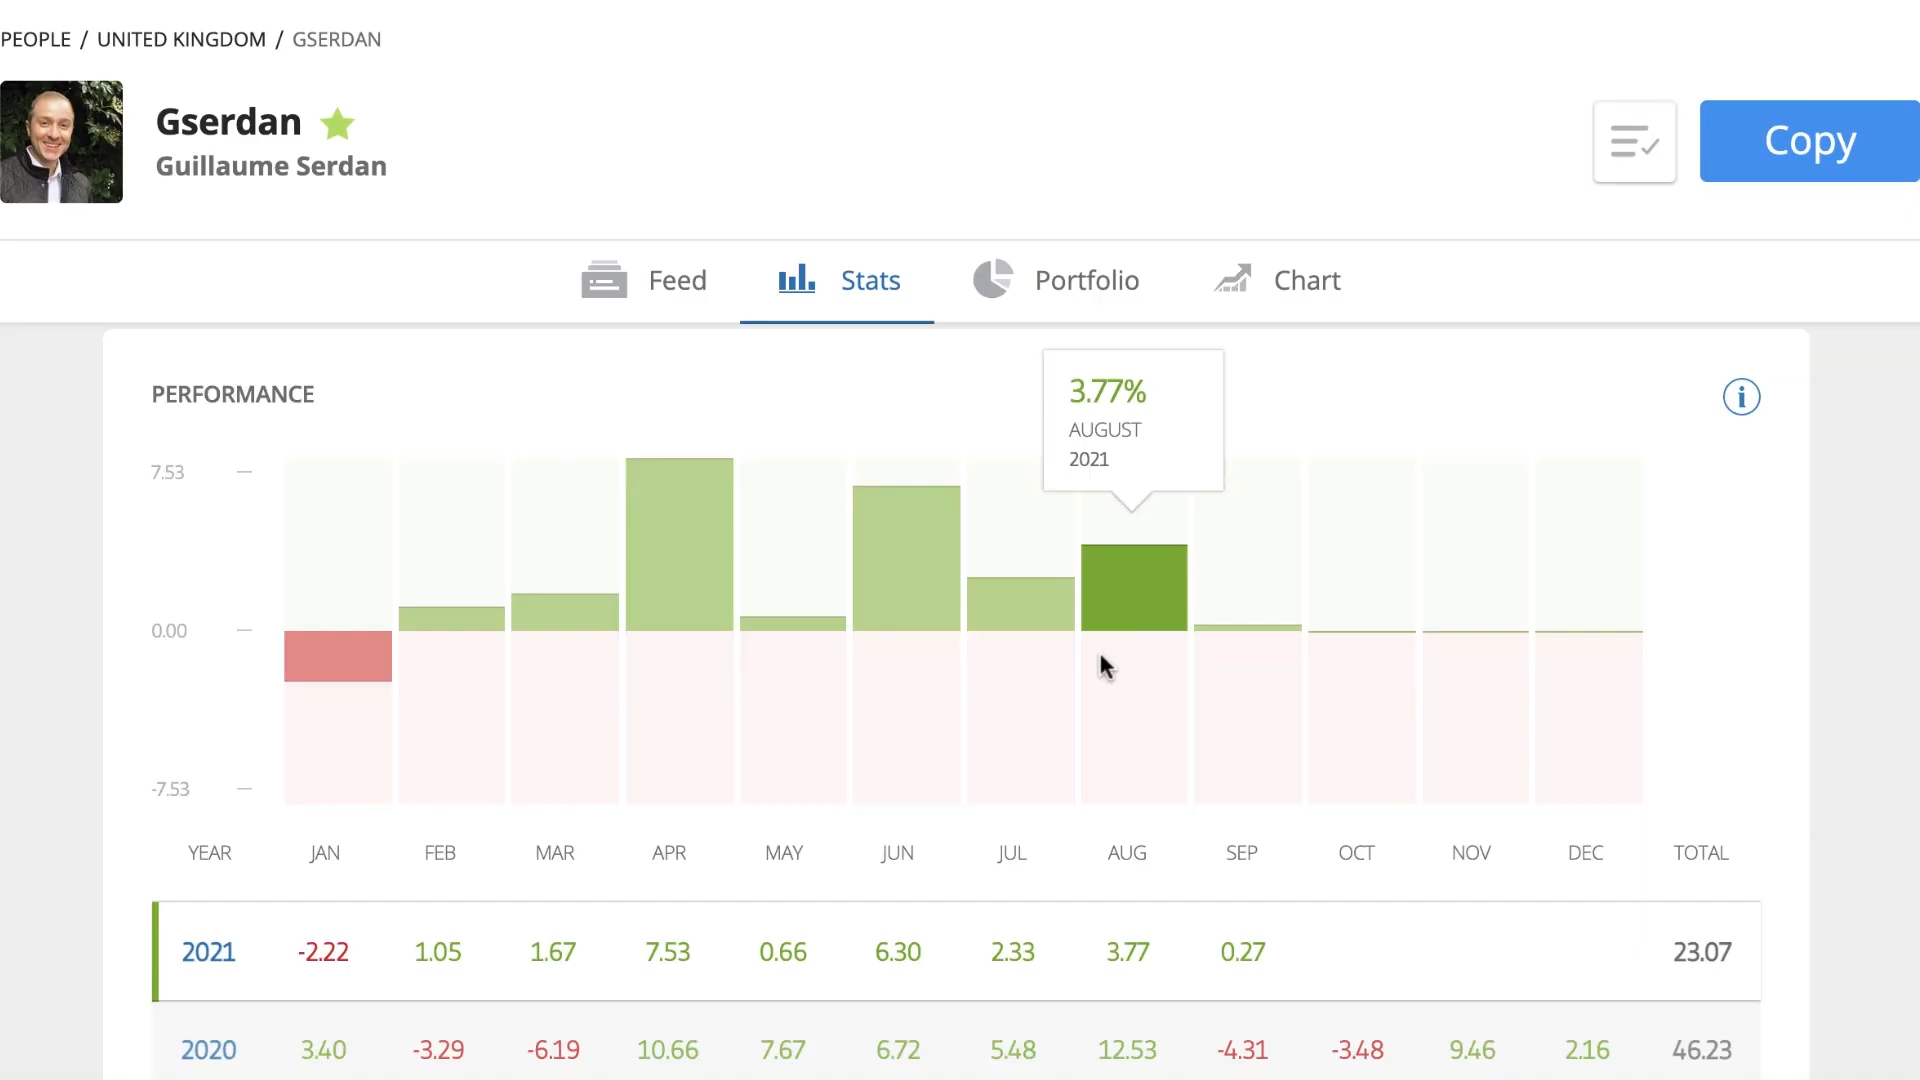 PEOPLE / UNITED KINGDOM / GSERDAN
Gserdan
Guillaume Serdan
Copy
Feed Stats Portfolio Chart
PERFORMANCE
3.77%
AUGUST
2021
7.53
0.00
-7.53
YEAR JAN FEB MAR APR MAY JUN JUL AUG SEP OCT NOV DEC TOTAL
2021 -2.22 1.05 1.67 7.53 0.66 6.30 2.33 3.77 0.27 23.07
2020 3.40 -3.29 -6.19 10.66 7.67 6.72 5.48 12.53 -4.31 -3.48 9.46 2.16 46.23